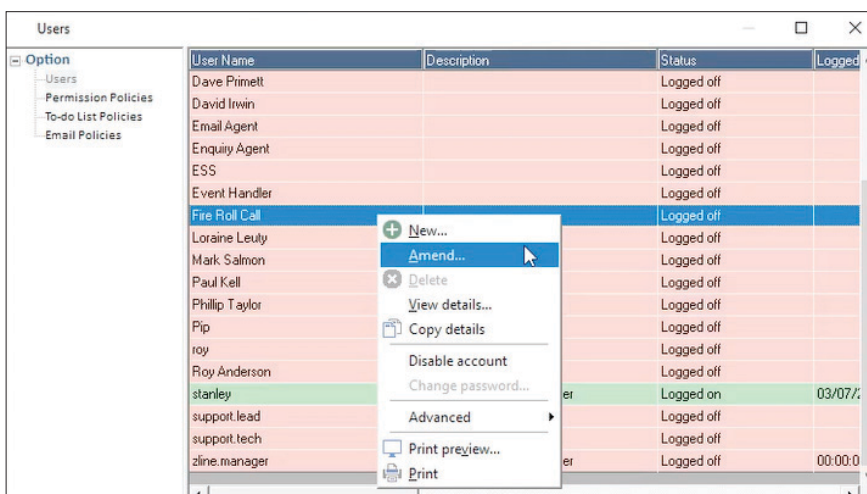 Users
Option
Users
Permission Policies
To-do List Policies
Email Policies
User Name Description Status Logged
Dave Primett Logged off
David Irwin Logged off
Email Agent Logged off
Enquiry Agent Logged off
ESS Logged off
Event Handler Logged off
Fire Roll Call Logged off
Loraine Leuty Logged off
Mark Salmon Logged off
Paul Kell Logged off
Phillip Taylor Logged off
Pip Logged off
roy Logged off
Roy Anderson Logged off
stanley er Logged on 03/07/2
support.lead Logged off
support.tech Logged off
zline.manager er Logged off 00:00:0
New...
Amend...
Delete
View details...
Copy details
Disable account
Change password...
Advanced
Print preview...
Print